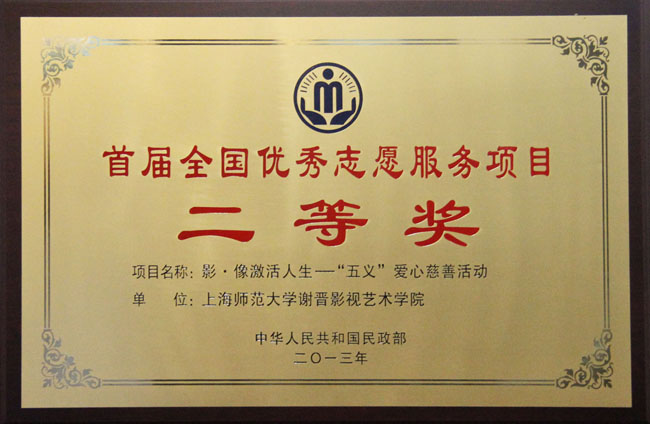 首届全国优秀志愿服务项目
二等奖
项目名称：影·像激活人生—“五义”爱心慈善活动
单　　位：上海师范大学谢晋影视艺术学院
中华人民共和国民政部
二〇一三年